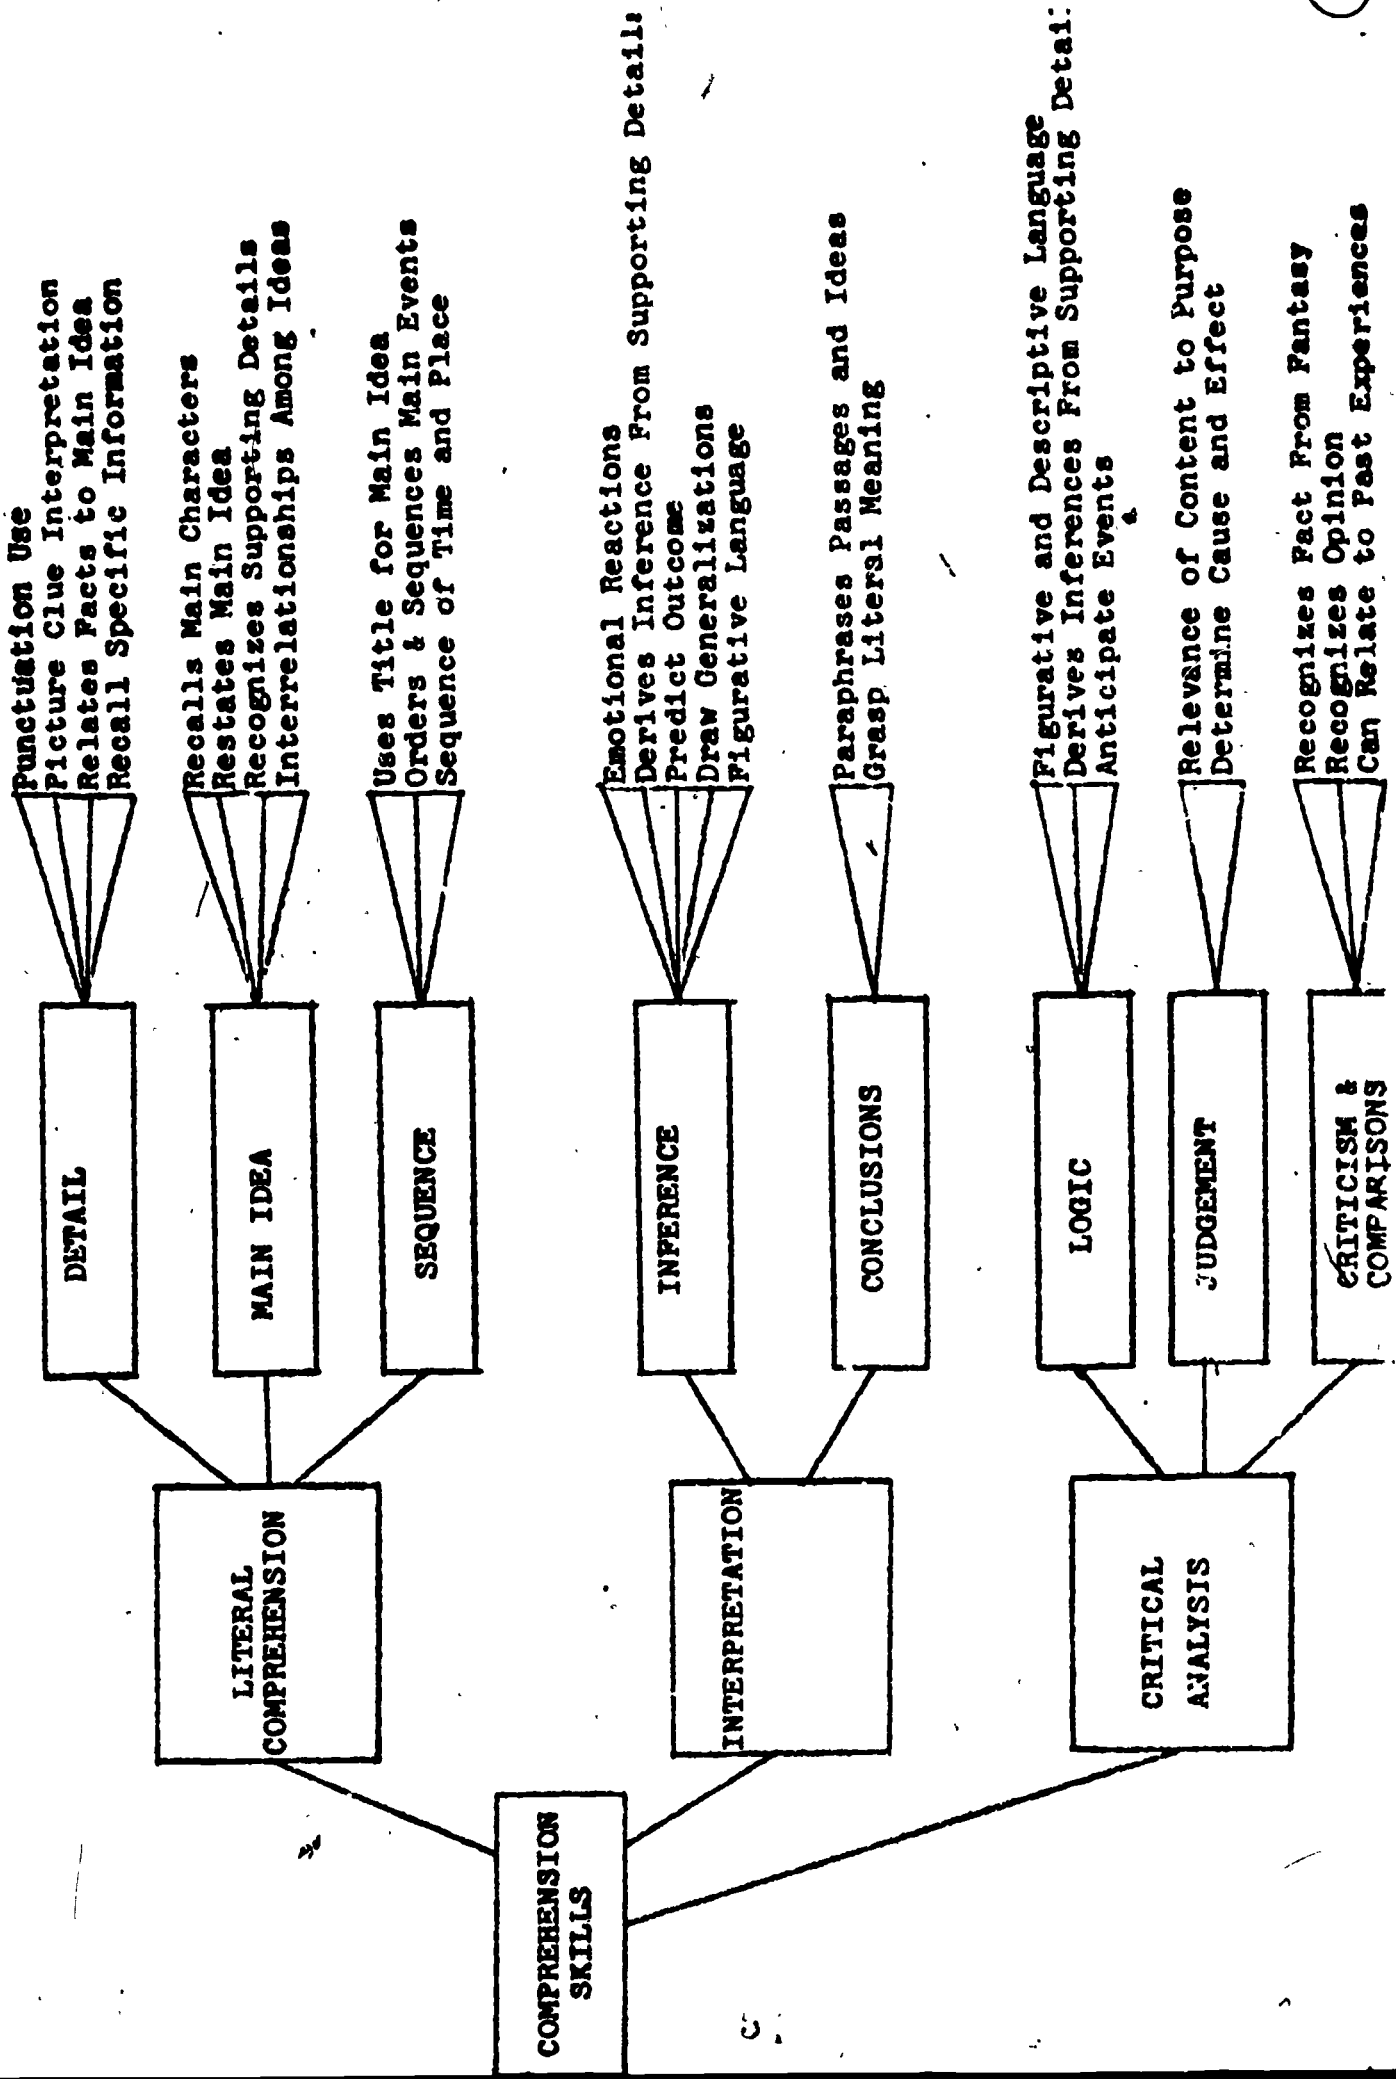 COMPREHENSION
SKILLS
LITERAL
COMPREHENSION
DETAIL
Punctuation Use
Picture Clue Interpretation
Relates Facts to Main Idea
Recall Specific Information
MAIN IDEA
Recalls Main Characters
Restates Main Idea
Recognizes Supporting Details
Interrelationships Among Ideas
SEQUENCE
Uses Title for Main Idea
Orders & Sequences Main Events
Sequence of Time and Place
INTERPRETATION
INFERENCE
Emotional Reactions
Derives Inference From Supporting Details
Predict Outcome
Draw Generalizations
Figurative Language
CONCLUSIONS
Paraphrases Passages and Ideas
Grasp Literal Meaning
CRITICAL
ANALYSIS
LOGIC
Figurative and Descriptive Language
Derives Inferences From Supporting Detai
Anticipate Events
JUDGEMENT
Relevance of Content to Purpose
Determine Cause and Effect
CRITICISM &
COMPARISONS
Recognizes Fact From Fantasy
Recognizes Opinion
Can Relate to Past Experiences